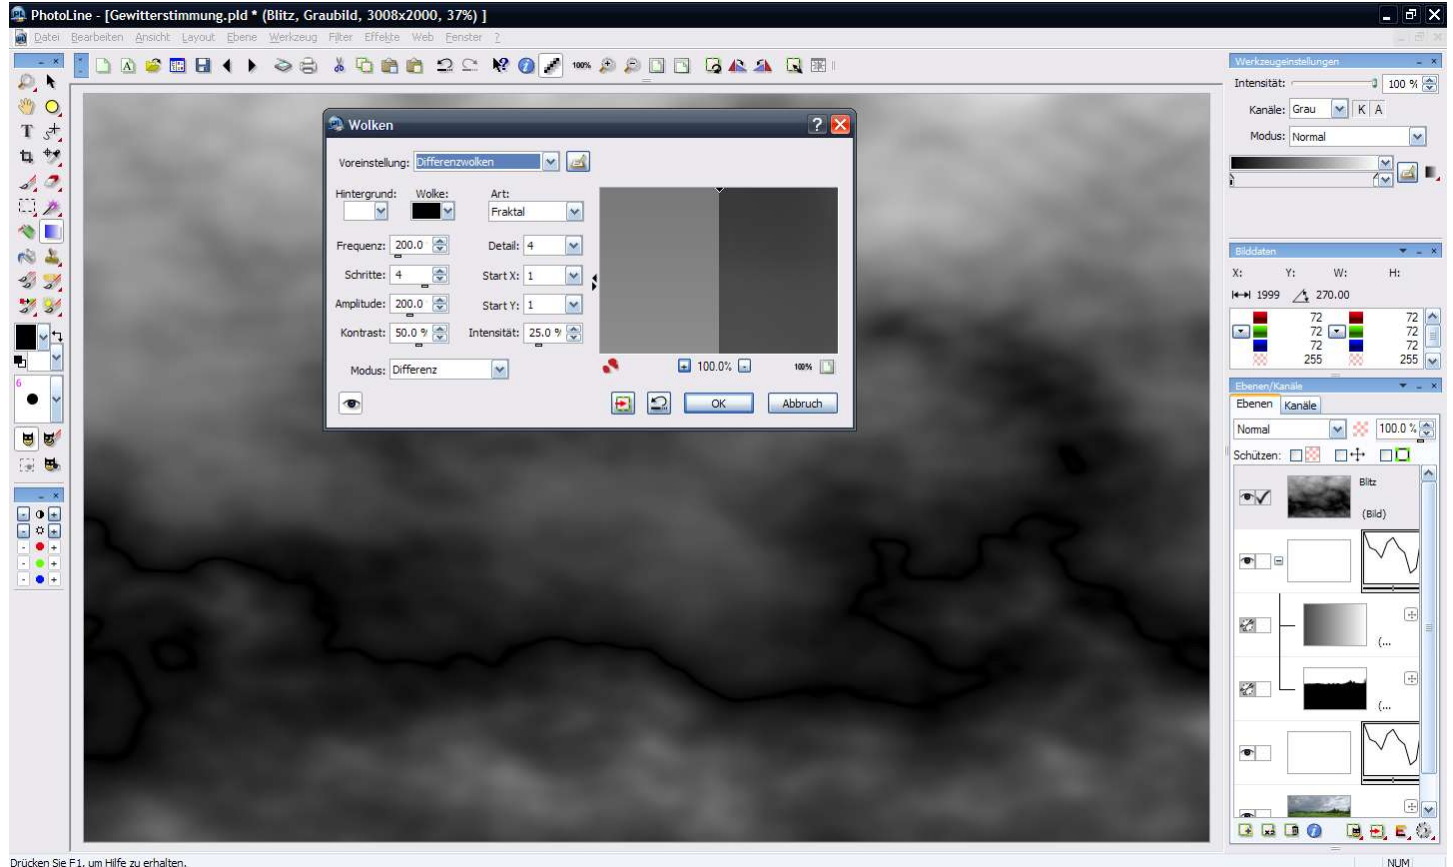 PhotoLine - [Gewitterstimmung.pld * (Blitz, Graubild, 3008x2000, 37%) ]
Datei Bearbeiten Ansicht Layout Ebene Werkzeug Filter Effekte Web Fenster ?
100%
T
6
Wolken
Voreinstellung: Differenzwolken
Hintergrund: Wolke: Art:
Fraktal
Frequenz: 200.0 Detail: 4
Schritte: 4 Start X: 1
Amplitude: 200.0 Start Y: 1
Kontrast: 50.0 % Intensität: 25.0 %
Modus: Differenz
100.0% 100%
OK Abbruch
Werkzeugeinstellungen
Intensität: 100 %
Kanäle: Grau K A
Modus: Normal
Bilddaten
X: Y: W: H:
1999 270.00
72 72
72 72
72 72
255 255
Ebenen/Kanäle
Ebenen Kanäle
Normal 100.0 %
Schützen:
Blitz
(Bild)
(...
(...
Drücken Sie F1, um Hilfe zu erhalten.
NUM